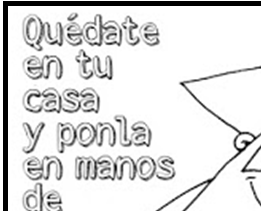 Quédate
en tu
casa
y ponla
en manos
de